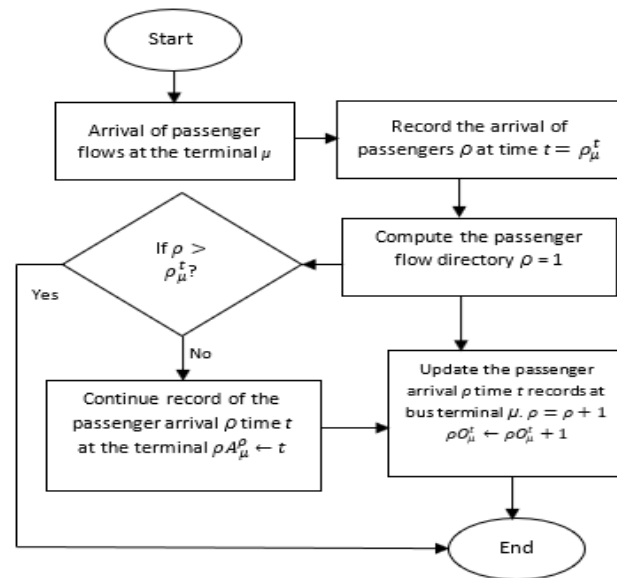 Start
Arrival of passenger
flows at the terminal μ
Record the arrival of
passengers ρ at time t = ρ_μ^t
If ρ >
ρ_μ^t?
Compute the passenger
flow directory ρ = 1
Yes
No
Continue record of the
passenger arrival ρ time t
at the terminal ρA_μ^ρ ← t
Update the passenger
arrival ρ time t records at
bus terminal μ. ρ = ρ + 1
ρO_μ^t ← ρO_μ^t + 1
End